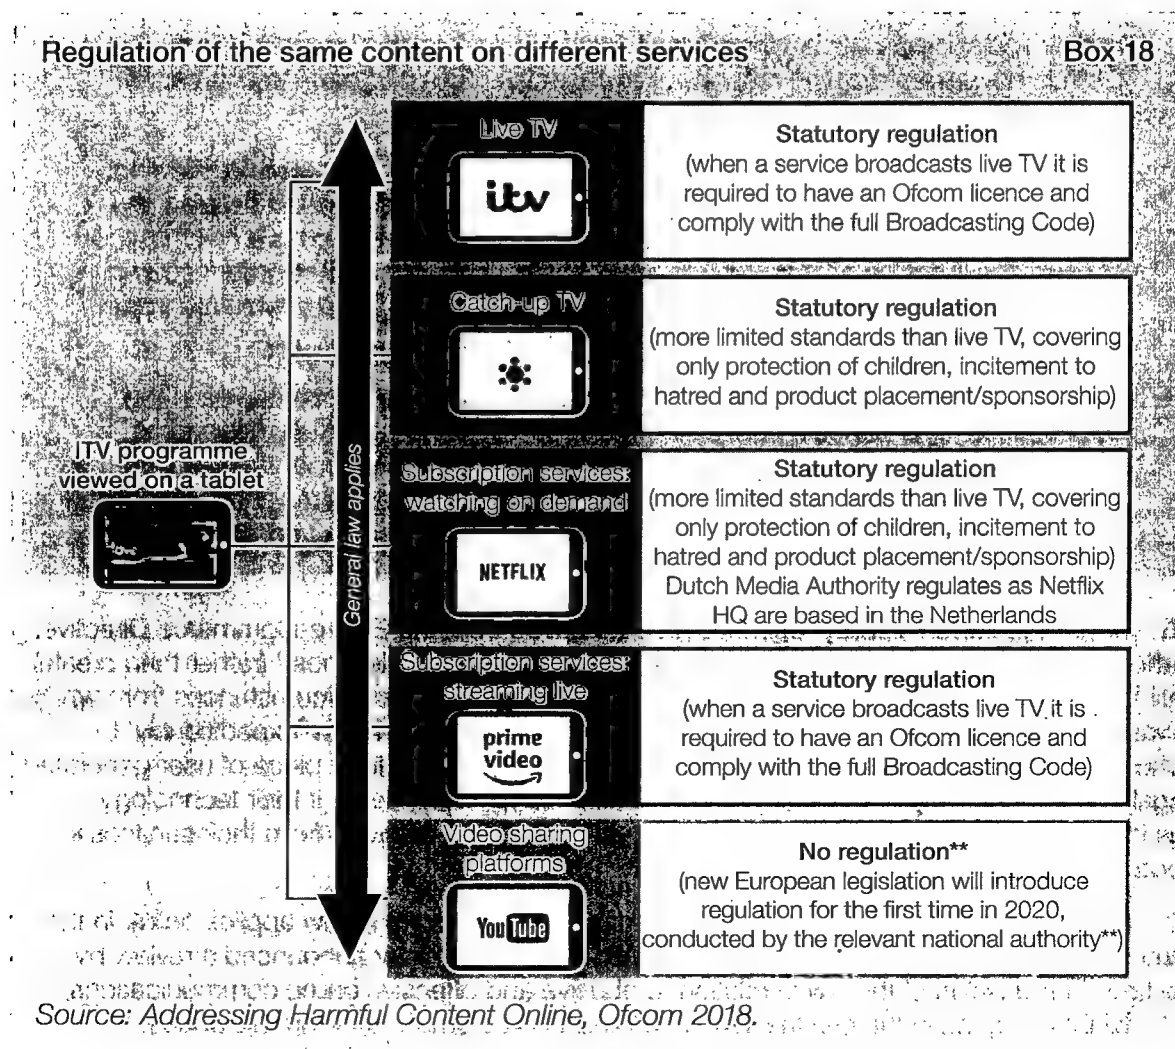 Regulation of the same content on different services
Box 18
Live TV
itv
Statutory regulation
(when a service broadcasts live TV it is
required to have an Ofcom licence and
comply with the full Broadcasting Code)
Catch-up TV
Statutory regulation
(more limited standards than live TV, covering
only protection of children, incitement to
hatred and product placement/sponsorship)
ITV programme
viewed on a tablet
General law applies
Subscription services:
watching on demand
NETFLIX
Statutory regulation
(more limited standards than live TV, covering
only protection of children, incitement to
hatred and product placement/sponsorship)
Dutch Media Authority regulates as Netflix
HQ are based in the Netherlands
Subscription services:
streaming live
prime
video
Statutory regulation
(when a service broadcasts live TV it is
required to have an Ofcom licence and
comply with the full Broadcasting Code)
Video sharing
platforms
YouTube
No regulation**
(new European legislation will introduce
regulation for the first time in 2020,
conducted by the relevant national authority**)
Source: Addressing Harmful Content Online, Ofcom 2018.